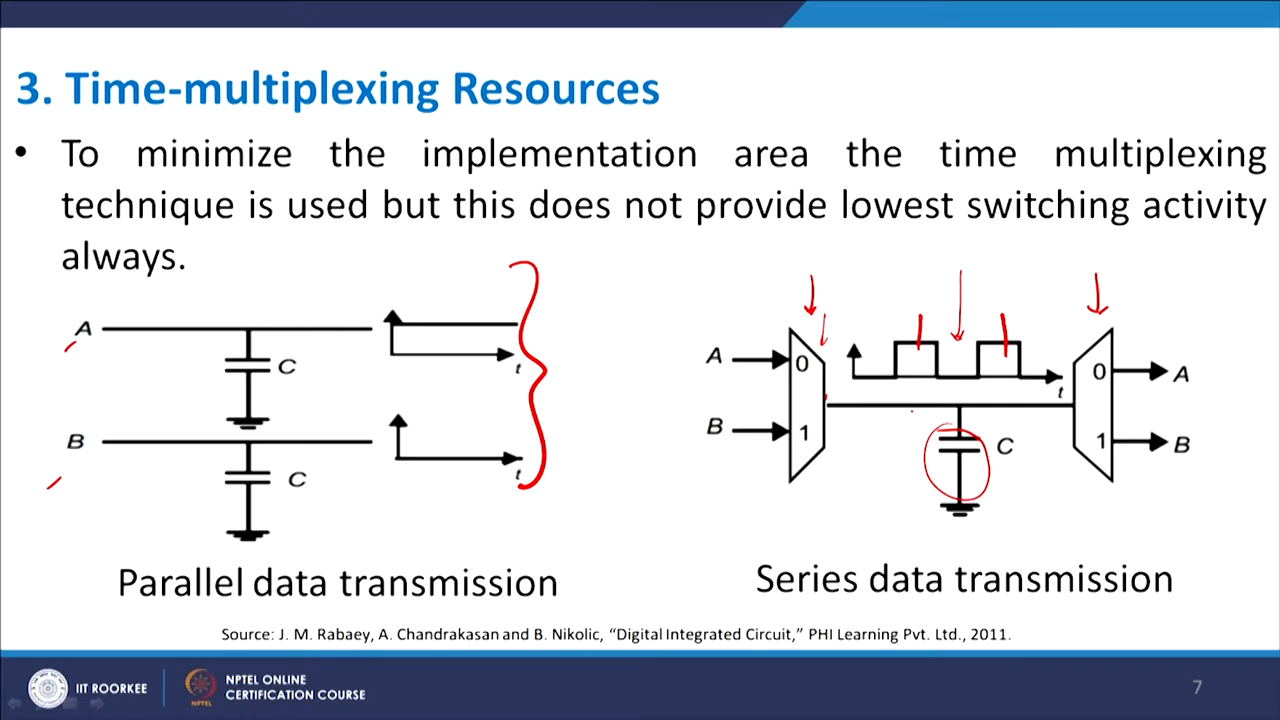 3. Time-multiplexing Resources
• To minimize the implementation area the time multiplexing
technique is used but this does not provide lowest switching activity
always.
A
C
t
B
C
t
Parallel data transmission
A
0
B
1
t
C
0
A
1
B
Series data transmission
Source: J. M. Rabaey, A. Chandrakasan and B. Nikolic, “Digital Integrated Circuit,” PHI Learning Pvt. Ltd., 2011.
IIT ROORKEE
NPTEL
NPTEL ONLINE
CERTIFICATION COURSE
7